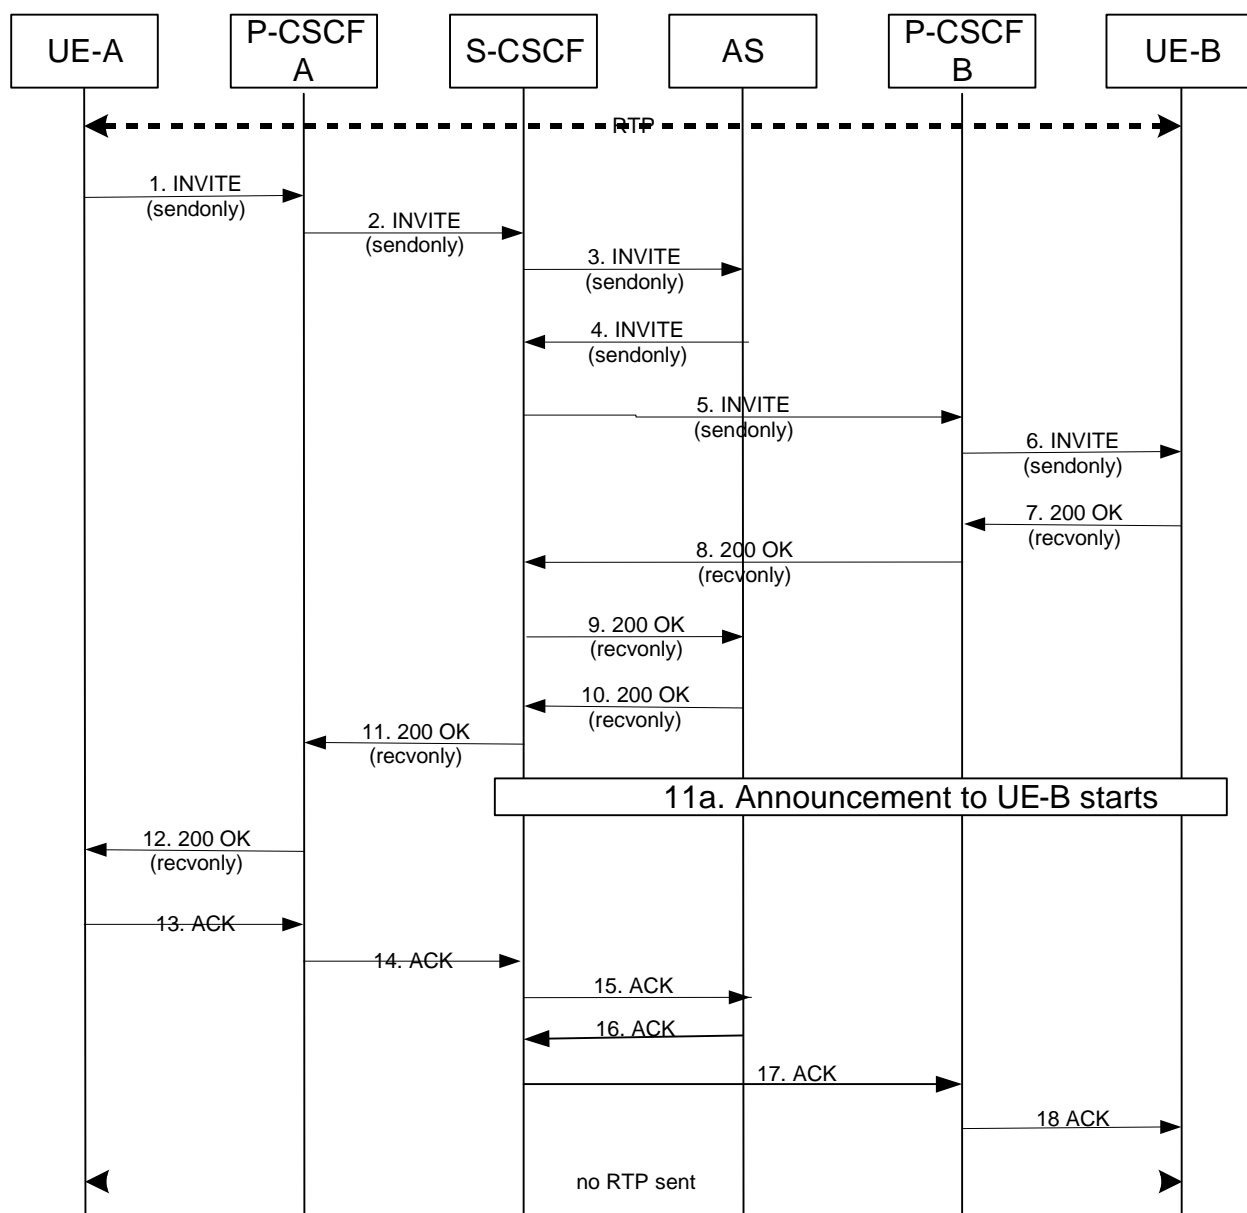 UE-A
P-CSCF
A
S-CSCF
AS
P-CSCF
B
UE-B
RTP
1. INVITE
(sendonly)
2. INVITE
(sendonly)
3. INVITE
(sendonly)
4. INVITE
(sendonly)
5. INVITE
(sendonly)
6. INVITE
(sendonly)
7. 200 OK
(recvonly)
8. 200 OK
(recvonly)
9. 200 OK
(recvonly)
10. 200 OK
(recvonly)
11. 200 OK
(recvonly)
11a. Announcement to UE-B starts
12. 200 OK
(recvonly)
13. ACK
14. ACK
15. ACK
16. ACK
17. ACK
18 ACK
no RTP sent